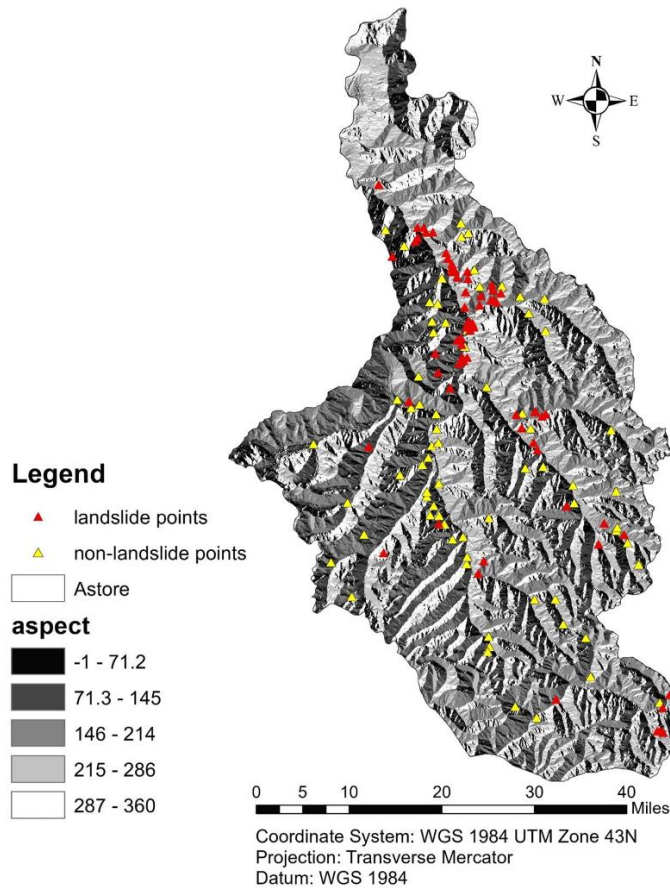 N
W E
S
Legend
landslide points
non-landslide points
Astore
aspect
-1 - 71.2
71.3 - 145
146 - 214
215 - 286
287 - 360
0 5 10 20 30 40
Miles
Coordinate System: WGS 1984 UTM Zone 43N
Projection: Transverse Mercator
Datum: WGS 1984